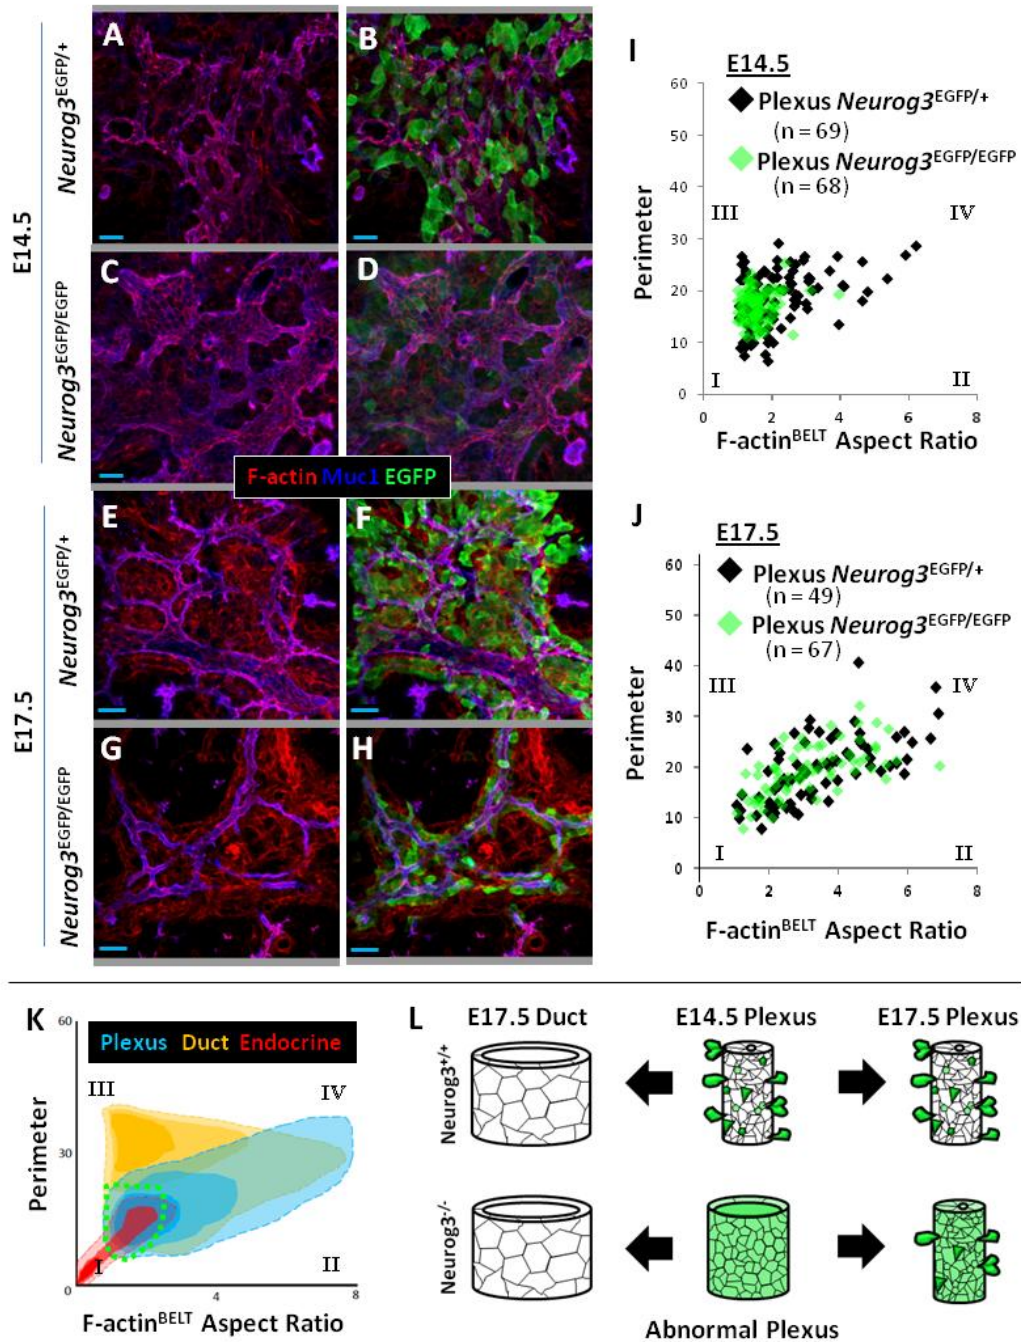 A
B
I
E14.5
Neurog3EGFP/+
Plexus Neurog3EGFP/+
(n = 69)
Plexus Neurog3EGFP/EGFP
(n = 68)
60
50
40
30
20
10
0
III
IV
I
II
Perimeter
0
2
4
6
8
F-actinBELT Aspect Ratio
E14.5
C
D
Neurog3EGFP/EGFP
F-actin Muc1 EGFP
E
F
J
E17.5
Neurog3EGFP/+
Plexus Neurog3EGFP/+
(n = 49)
Plexus Neurog3EGFP/EGFP
(n = 67)
60
50
40
30
20
10
0
III
IV
I
II
Perimeter
0
2
4
6
8
F-actinBELT Aspect Ratio
E17.5
G
H
Neurog3EGFP/EGFP
K
60
Plexus Duct Endocrine
III
IV
30
Perimeter
I
II
0
4
8
F-actinBELT Aspect Ratio
L
E17.5 Duct
E14.5 Plexus
E17.5 Plexus
Neurog3+/+
Neurog3-/-
Abnormal Plexus